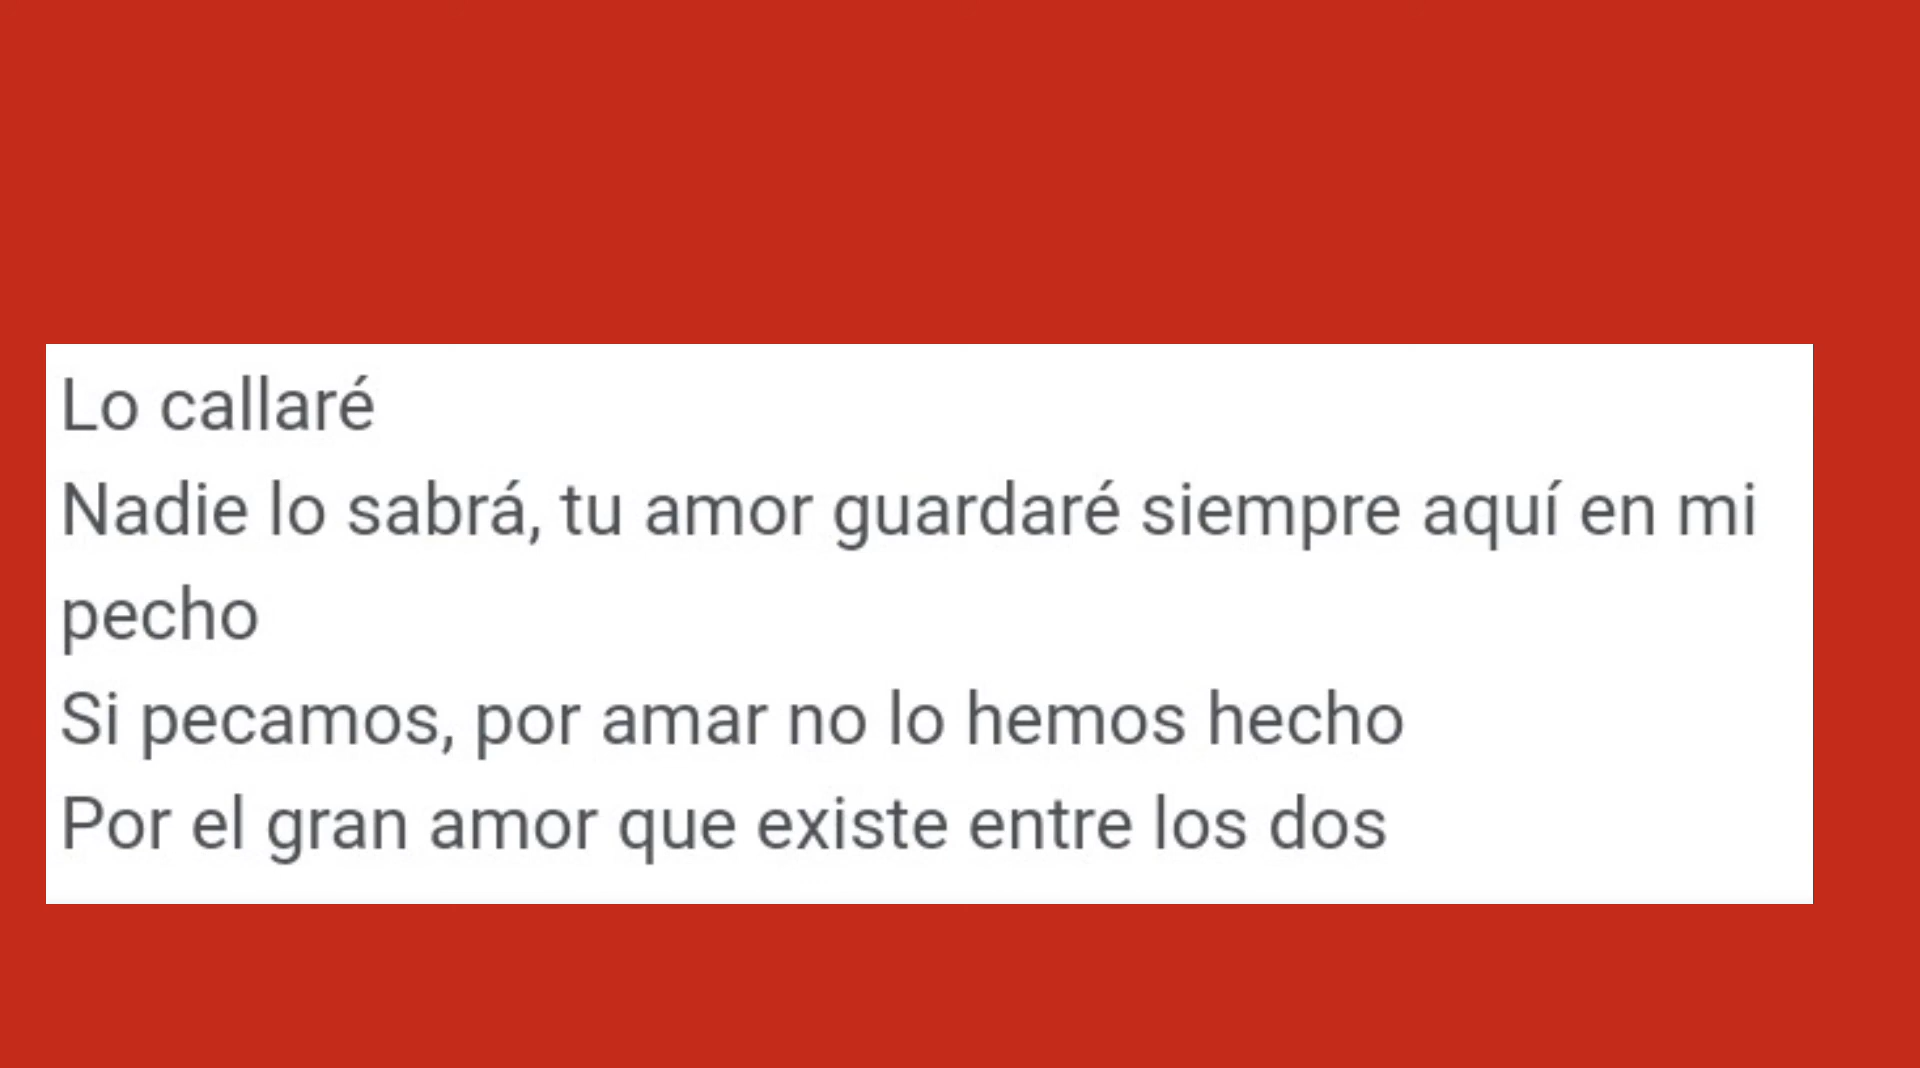 Lo callaré
Nadie lo sabrá, tu amor guardaré siempre aquí en mi
pecho
Si pecamos, por amar no lo hemos hecho
Por el gran amor que existe entre los dos